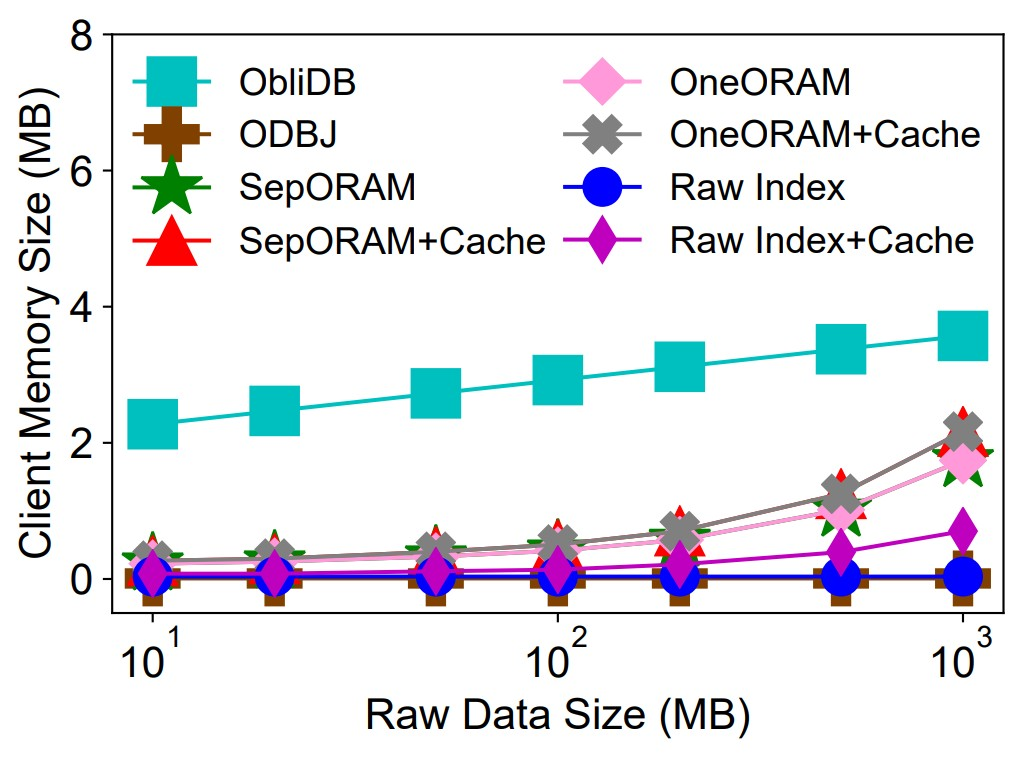 Client Memory Size (MB)
8
6
4
2
0
ObliDB
ODBJ
SepORAM
SepORAM+Cache
OneORAM
OneORAM+Cache
Raw Index
Raw Index+Cache
10^1
10^2
10^3
Raw Data Size (MB)